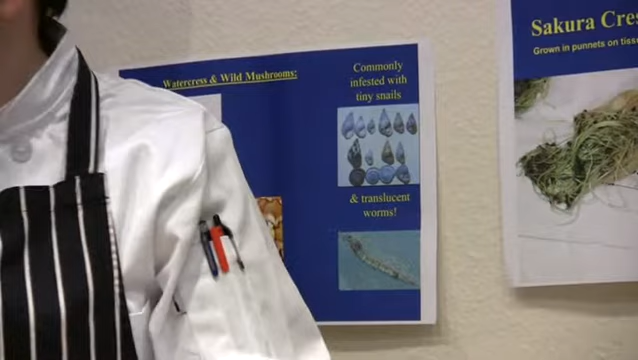 Watercress & Wild Mushrooms:
Commonly
infested with
tiny snails
& translucent
worms!
Sakura Cres
Grown in punnets on tiss